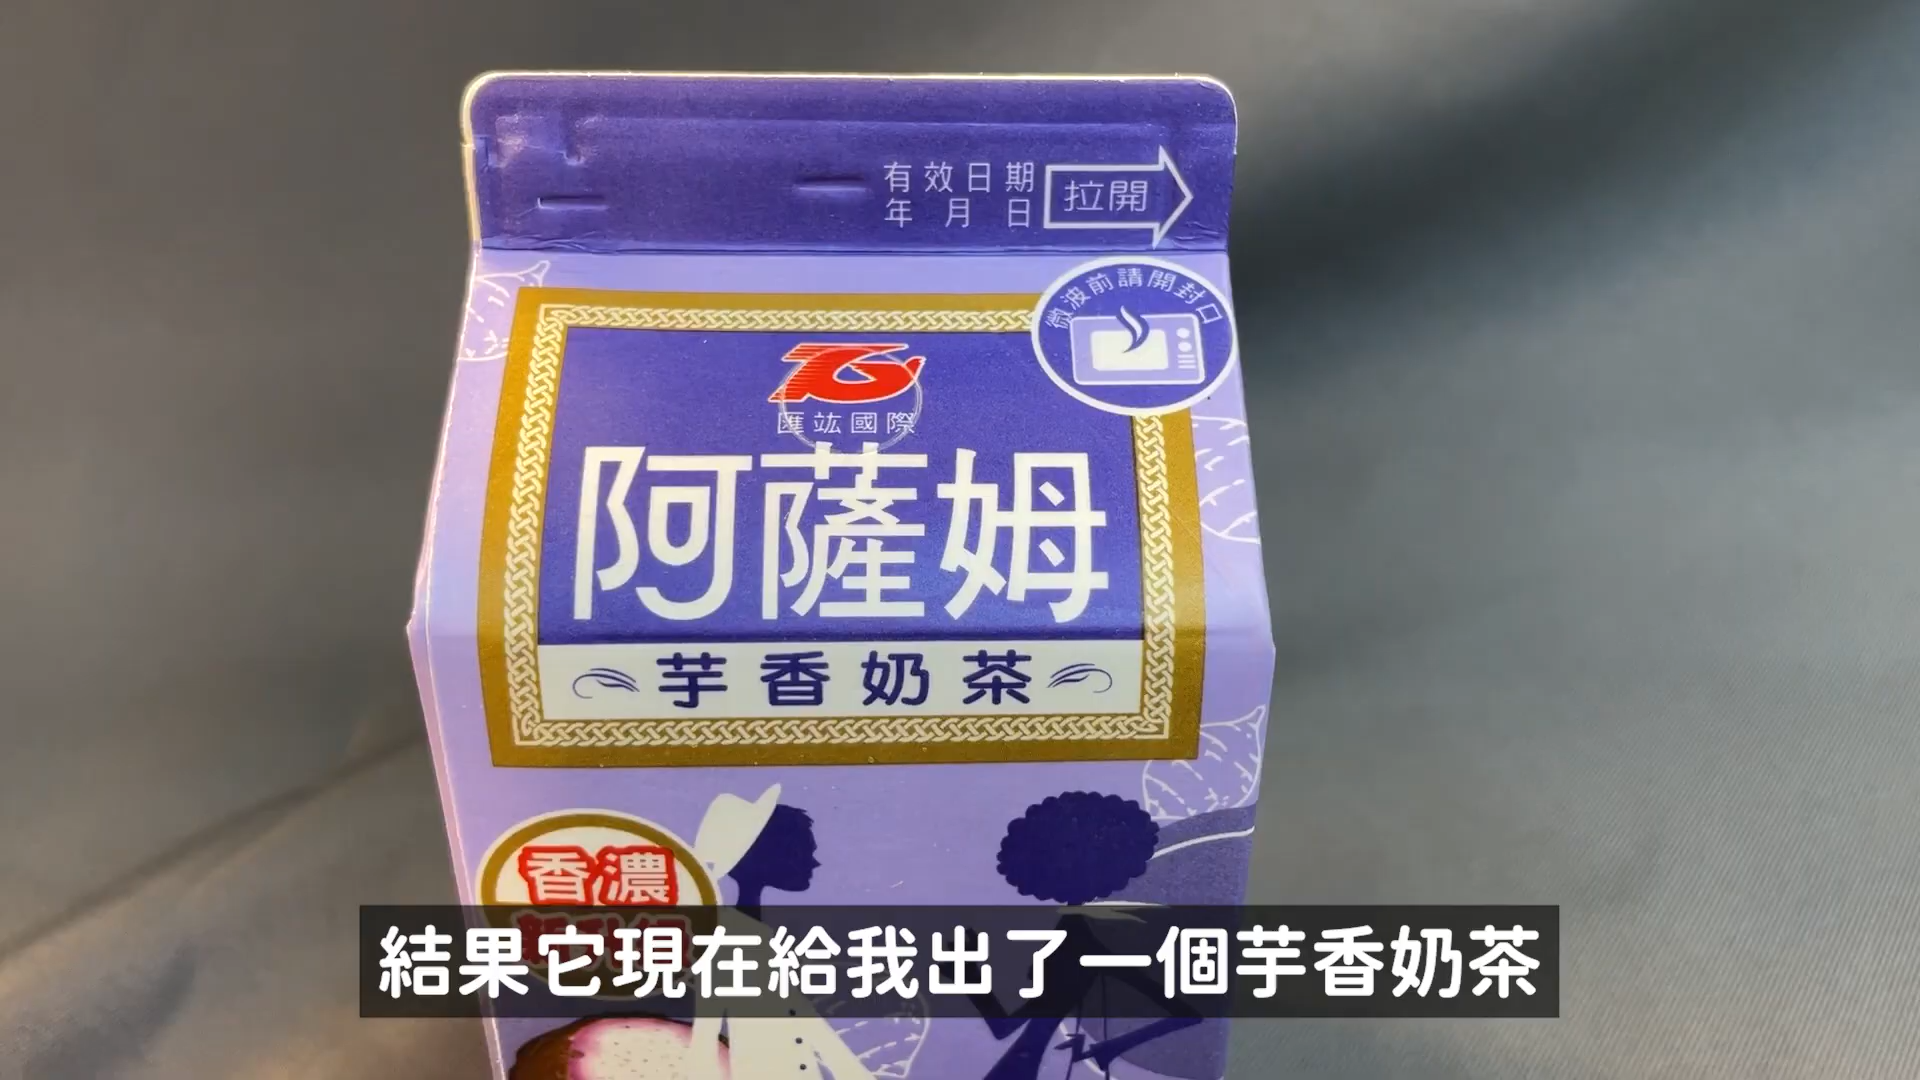 有效日期
年 月 日
拉開
微波前請開封口
匯竑國際
阿薩姆
芋香奶茶
香濃
結果它現在給我出了一個芋香奶茶